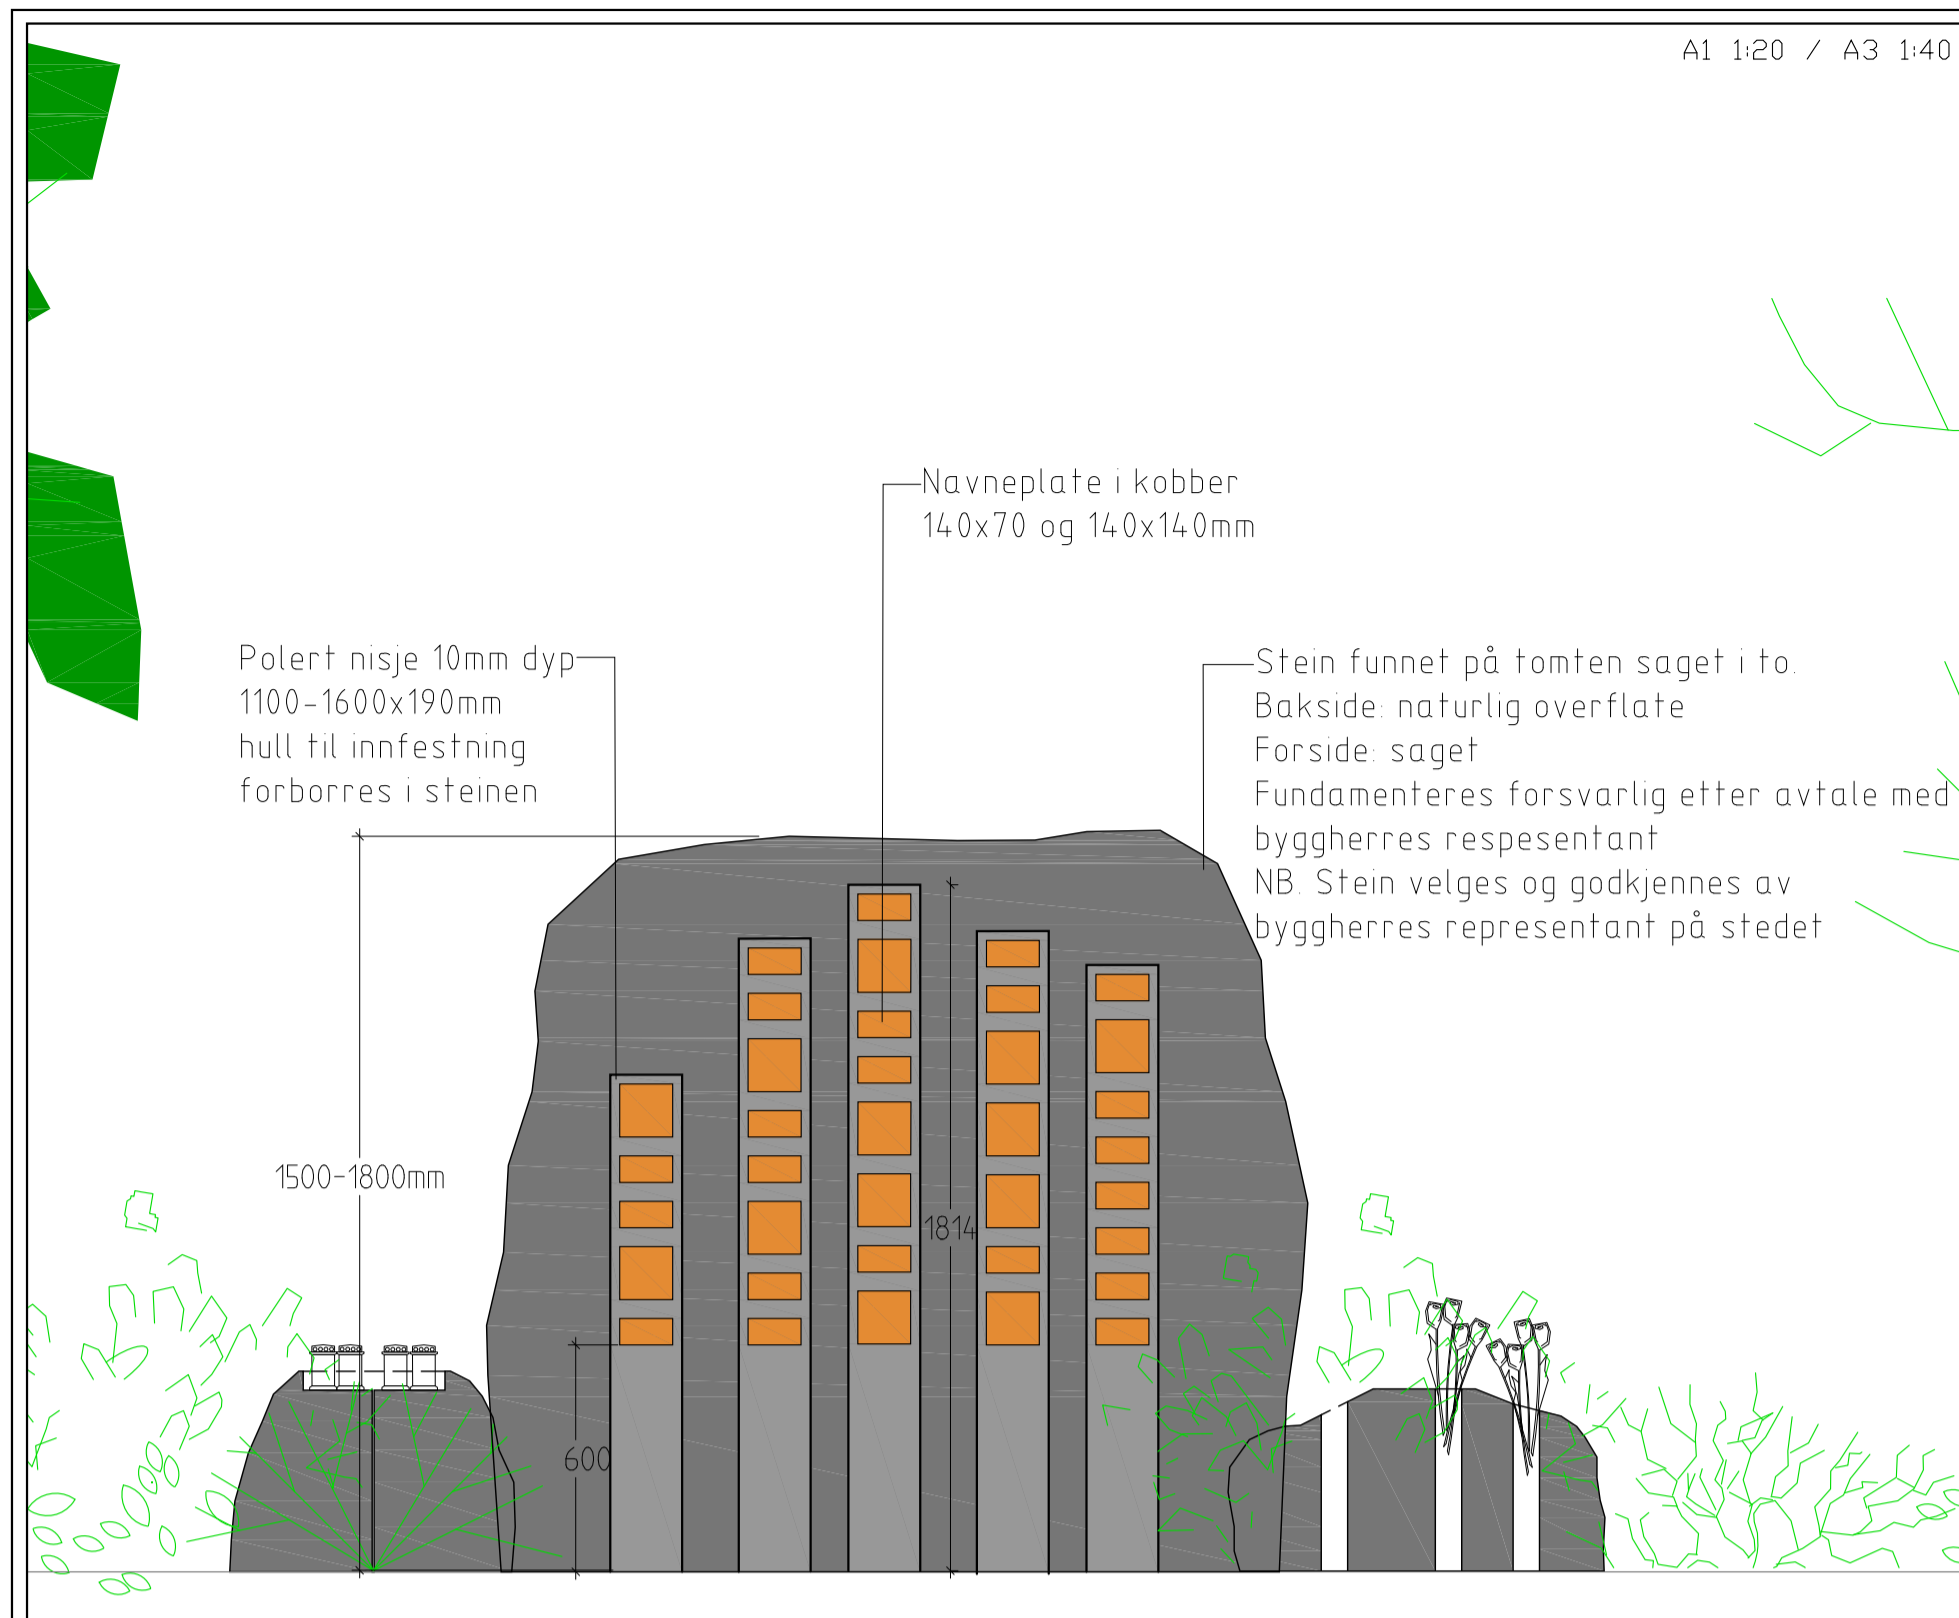 A1 1:20 / A3 1:40
Navneplate i kobber
140x70 og 140x140mm
Polert nisje 10mm dyp
1100-1600x190mm
hull til innfestning
forborres i steinen
Stein funnet på tomten saget i to.
Bakside: naturlig overflate
Forside: saget
Fundamenteres forsvarlig etter avtale med
byggherres respesentant
NB. Stein velges og godkjennes av
byggherres representant på stedet
1500-1800mm
1814
600